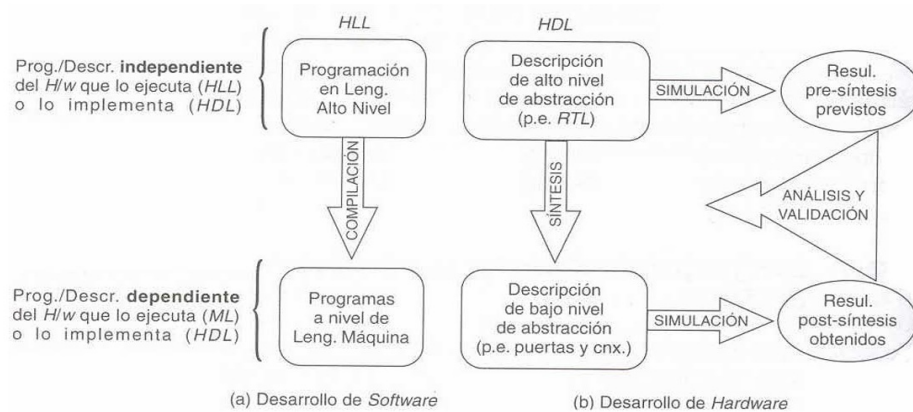 HLL
HDL
Prog./Descr. independiente
del H/w que lo ejecuta (HLL)
o lo implementa (HDL)
Programación
en Leng.
Alto Nivel
Descripción
de alto nivel
de abstracción
(p.e. RTL)
SIMULACIÓN
Resul.
pre-síntesis
previstos
COMPILACIÓN
SÍNTESIS
ANÁLISIS Y
VALIDACIÓN
Prog./Descr. dependiente
del H/w que lo ejecuta (ML)
o lo implementa (HDL)
Programas
a nivel de
Leng. Máquina
Descripción
de bajo nivel
de abstracción
(p.e. puertas y cnx.)
SIMULACIÓN
Resul.
post-síntesis
obtenidos
(a) Desarrollo de Software
(b) Desarrollo de Hardware